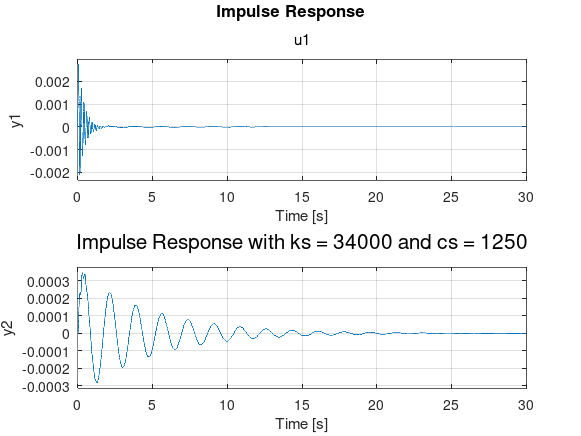 Impulse Response
u1
0.002
0.001
0
-0.001
-0.002
y1
0 5 10 15 20 25 30
Time [s]
Impulse Response with ks = 34000 and cs = 1250
0.0003
0.0002
0.0001
0
-0.0001
-0.0002
-0.0003
y2
0 5 10 15 20 25 30
Time [s]